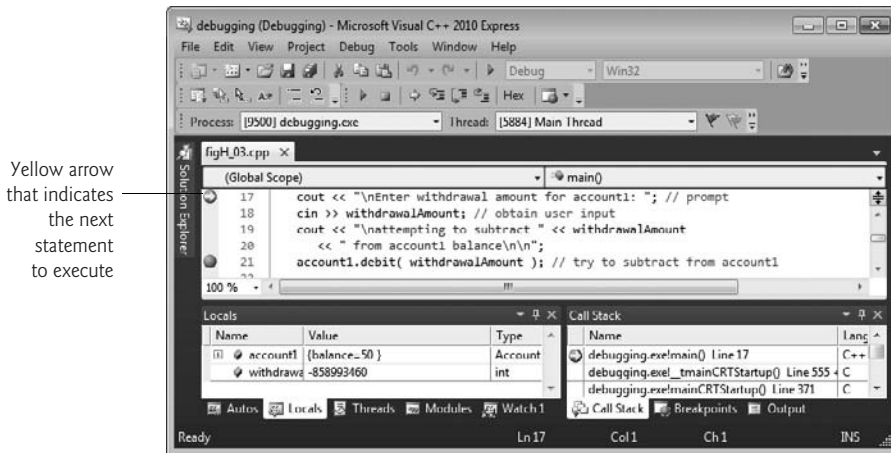 debugging (Debugging) - Microsoft Visual C++ 2010 Express
File Edit View Project Debug Tools Window Help
Debug Win32
Hex
Process: [9500] debugging.exe Thread: [5884] Main Thread
Solution Explorer
figH_03.cpp
(Global Scope) main()
Yellow arrow
that indicates
the next
statement
to execute
17 cout << "\nEnter withdrawal amount for account1: "; // prompt
18 cin >> withdrawalAmount; // obtain user input
19 cout << "\nattempting to subtract " << withdrawalAmount
20 << " from account1 balance\n\n";
21 account1.debit( withdrawalAmount ); // try to subtract from account1
22
100 %
Locals
Name Value Type
account1 {balance=50 } Account
withdrawa -858993460 int
Autos Locals Threads Modules Watch 1
Call Stack
Name Lang
debugging.exe!main() Line 17 C++
debugging.exe!__tmainCRTStartup() Line 555 C
debugging.exe!mainCRTStartup() Line 371 C
Call Stack Breakpoints Output
Ready Ln 17 Col 1 Ch 1 INS